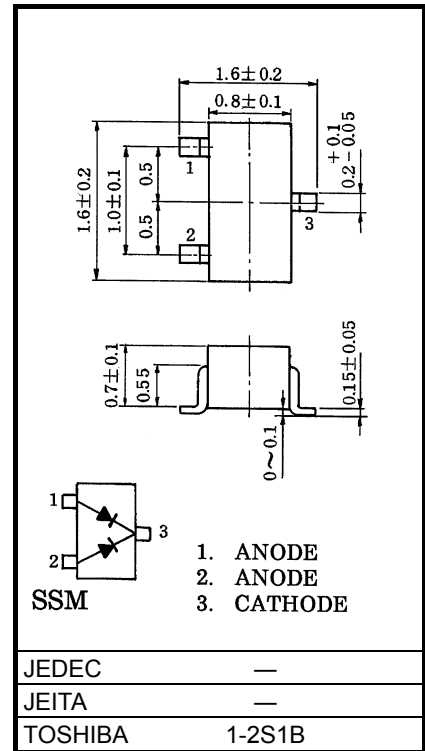 1.6±0.2
0.8±0.1
1.6±0.2
1.0±0.1
0.5
0.5
+0.1
0.2-0.05
1
2
3
0.7±0.1
0.55
0.15±0.05
0~0.1
1
2
3
SSM
1. ANODE
2. ANODE
3. CATHODE
JEDEC —
JEITA —
TOSHIBA 1-2S1B